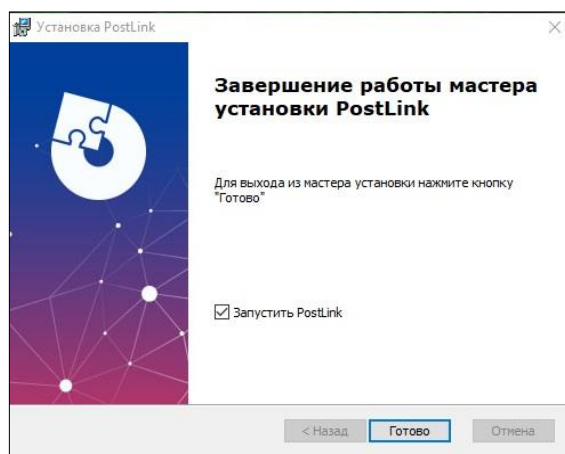 Установка PostLink
Завершение работы мастера
установки PostLink
Для выхода из мастера установки нажмите кнопку
"Готово"
Запустить PostLink
< Назад
Готово
Отмена